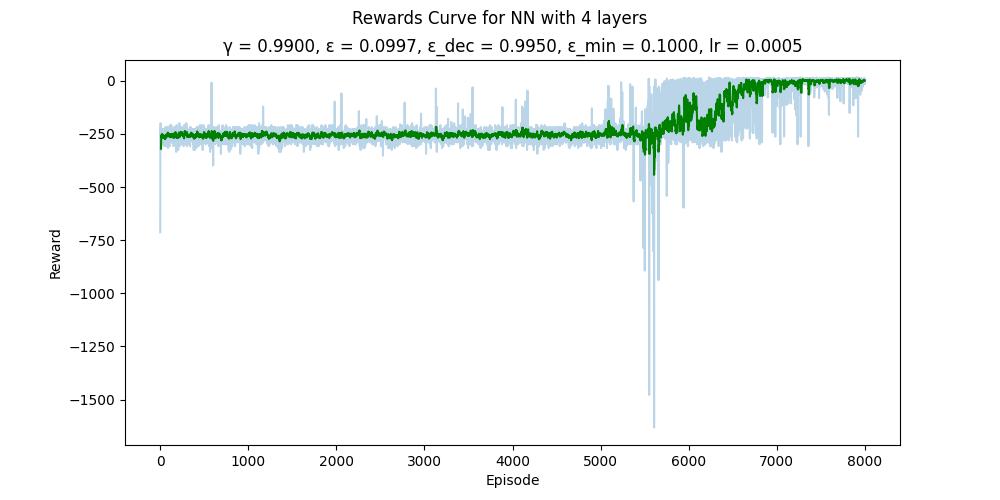 Rewards Curve for NN with 4 layers
γ = 0.9900, ε = 0.0997, ε_dec = 0.9950, ε_min = 0.1000, lr = 0.0005
0
−250
−500
−750
−1000
−1250
−1500
Reward
0 1000 2000 3000 4000 5000 6000 7000 8000
Episode